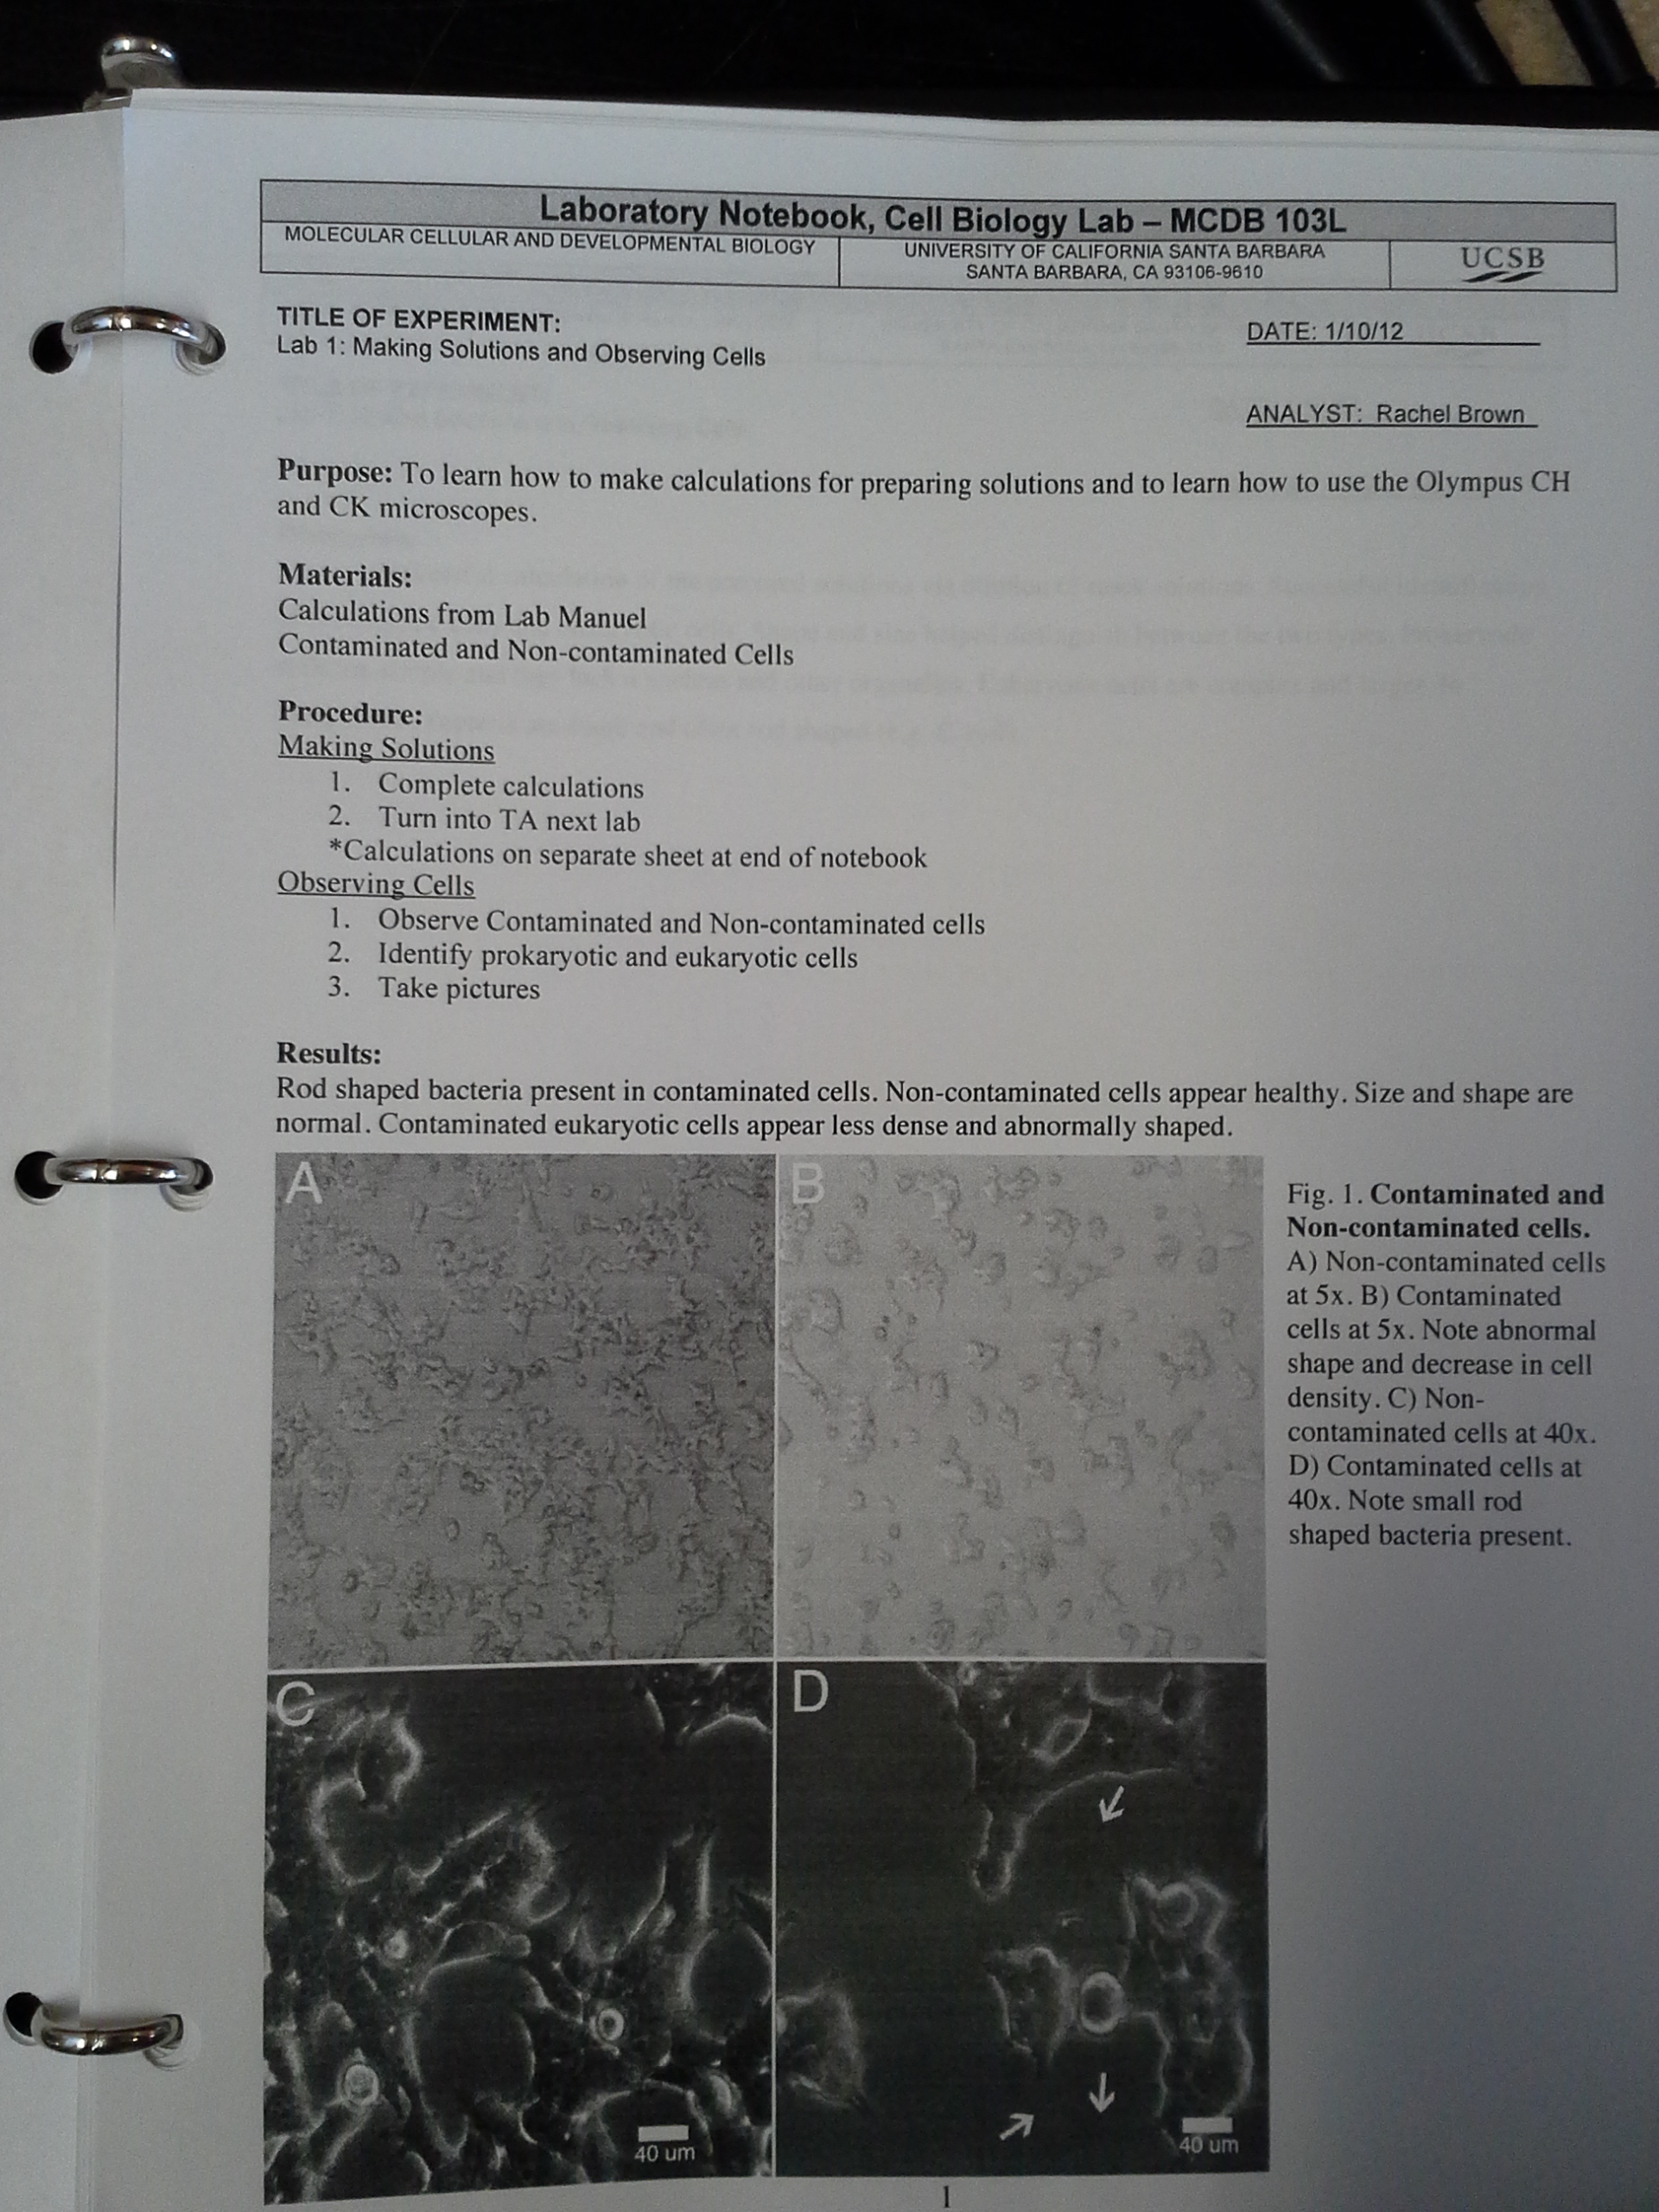 Laboratory Notebook, Cell Biology Lab – MCDB 103L
MOLECULAR CELLULAR AND DEVELOPMENTAL BIOLOGY
UNIVERSITY OF CALIFORNIA SANTA BARBARA
SANTA BARBARA, CA 93106-9610
UCSB
TITLE OF EXPERIMENT:
Lab 1: Making Solutions and Observing Cells
DATE: 1/10/12
ANALYST: Rachel Brown
Purpose: To learn how to make calculations for preparing solutions and to learn how to use the Olympus CH
and CK microscopes.
Materials:
Calculations from Lab Manuel
Contaminated and Non-contaminated Cells
Procedure:
Making Solutions
1. Complete calculations
2. Turn into TA next lab
*Calculations on separate sheet at end of notebook
Observing Cells
1. Observe Contaminated and Non-contaminated cells
2. Identify prokaryotic and eukaryotic cells
3. Take pictures
Results:
Rod shaped bacteria present in contaminated cells. Non-contaminated cells appear healthy. Size and shape are
normal. Contaminated eukaryotic cells appear less dense and abnormally shaped.
A
B
Fig. 1. Contaminated and
Non-contaminated cells.
A) Non-contaminated cells
at 5x. B) Contaminated
cells at 5x. Note abnormal
shape and decrease in cell
density. C) Non-
contaminated cells at 40x.
D) Contaminated cells at
40x. Note small rod
shaped bacteria present.
C
D
40 um
40 um
1